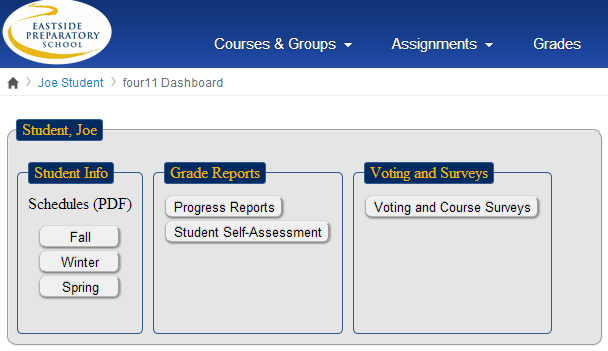 EASTSIDE
PREPARATORY
SCHOOL
Courses & Groups
Assignments
Grades
Joe Student
four11 Dashboard
Student, Joe
Student Info
Schedules (PDF)
Fall
Winter
Spring
Grade Reports
Progress Reports
Student Self-Assessment
Voting and Surveys
Voting and Course Surveys